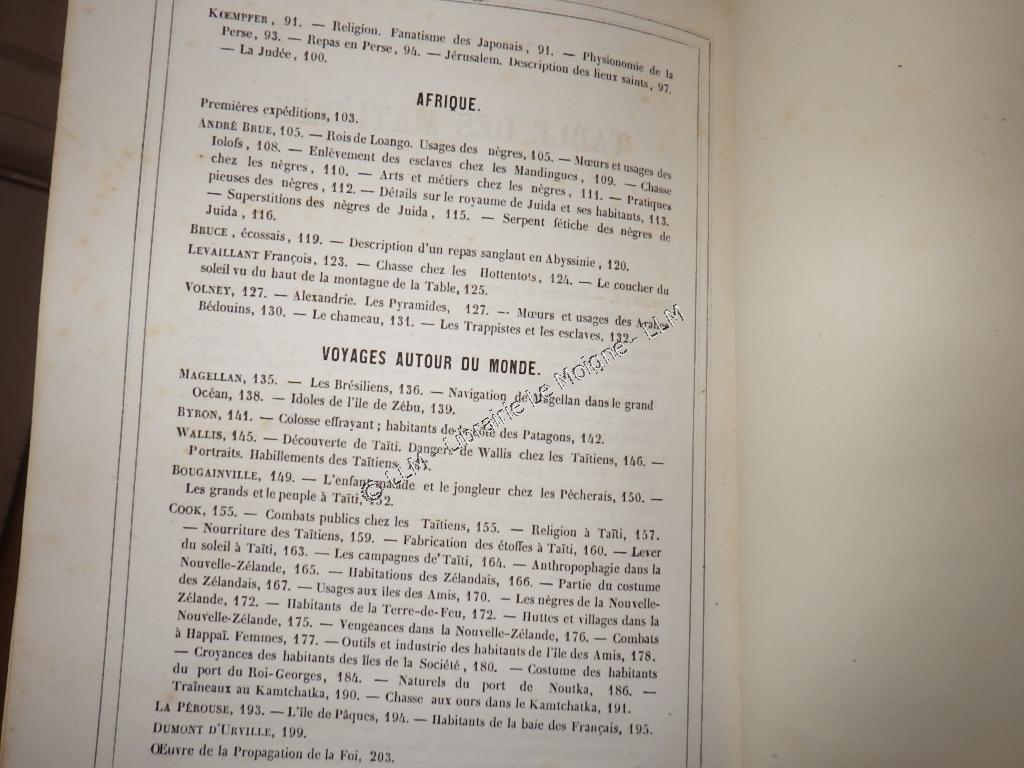 KŒMPFER, 91. — Religion. Fanatisme des Japonais, 91. — Physionomie de la
Perse, 93. — Repas en Perse, 94. — Jérusalem. Description des lieux saints, 97.
— La Judée, 100.
AFRIQUE.
Premières expéditions, 103.
ANDRÉ BRUE, 105. — Rois de Loango. Usages des nègres, 105. — Mœurs et usages des
Iolofs, 108. — Enlèvement des esclaves chez les Mandingues, 109. — Chasse
chez les nègres, 110. — Arts et métiers chez les nègres, 111. — Pratiques
pieuses des nègres, 112. — Détails sur le royaume de Juida et ses habitants, 113.
— Superstitions des nègres de Juida, 115. — Serpent fétiche des nègres de
Juida, 116.
BRUCE, écossais, 119. — Description d'un repas sanglant en Abyssinie, 120.
LEVAILLANT François, 123. — Chasse chez les Hottentots, 124. — Le coucher du
soleil vu du haut de la montagne de la Table, 125.
VOLNEY, 127. — Alexandrie. Les Pyramides, 127. — Mœurs et usages des Arabes
Bédouins, 130. — Le chameau, 131. — Les Trappistes et les esclaves, 132.
VOYAGES AUTOUR DU MONDE.
MAGELLAN, 135. — Les Brésiliens, 136. — Navigation de Magellan dans le grand
Océan, 138. — Idoles de l'île de Zébu, 139.
BYRON, 141. — Colosse effrayant; habitants de la côte des Patagons, 142.
WALLIS, 145. — Découverte de Taïti. Dangers de Wallis chez les Taïtiens, 146. —
Portraits. Habillements des Taïtiens,
BOUGAINVILLE, 149. — L'enfant malade et le jongleur chez les Pécherais, 150. —
Les grands et le peuple à Taïti, 152.
COOK, 155. — Combats publics chez les Taïtiens, 155. — Religion à Taïti, 157.
— Nourriture des Taïtiens, 159. — Fabrication des étoffes à Taïti, 160. — Lever
du soleil à Taïti, 163. — Les campagnes de Taïti, 164. — Anthropophagie dans la
Nouvelle-Zélande, 165. — Habitations des Zélandais, 166. — Partie du costume
des Zélandais, 167. — Usages aux îles des Amis, 170. — Les nègres de la Nouvelle-
Zélande, 172. — Habitants de la Terre-de-Feu, 172. — Huttes et villages dans la
Nouvelle-Zélande, 175. — Vengeances dans la Nouvelle-Zélande, 176. — Combats
à Happaï. Femmes, 177. — Outils et industrie des habitants de l'île des Amis, 178.
— Croyances des habitants des îles de la Société, 180. — Costume des habitants
du port du Roi-Georges, 184. — Naturels du port de Noutka, 186. —
Traîneaux au Kamtchatka, 190. — Chasse aux ours dans le Kamtchatka, 191.
LA PÉROUSE, 193. — L'île de Pâques, 194. — Habitants de la baie des Français, 195.
DUMONT D'URVILLE, 199.
Œuvre de la Propagation de la Foi, 203.
© LLM - Librairie Le Moigne - LLM